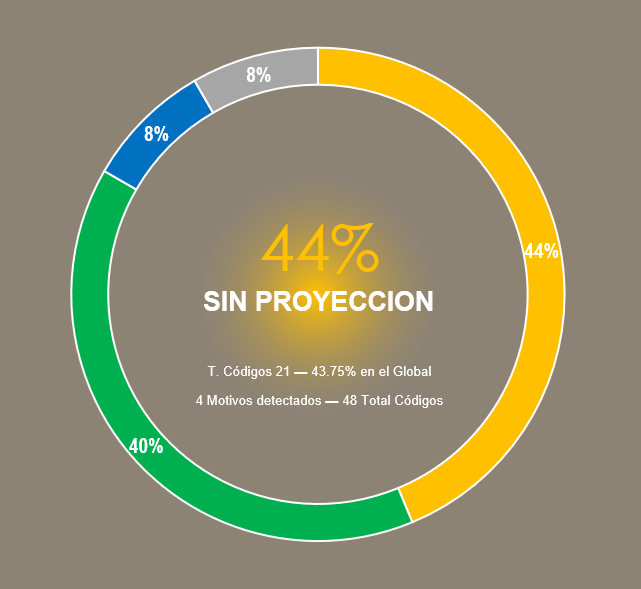 8%
8%
44%
44%
SIN PROYECCION
T. Códigos 21 — 43.75% en el Global
4 Motivos detectados — 48 Total Códigos
40%